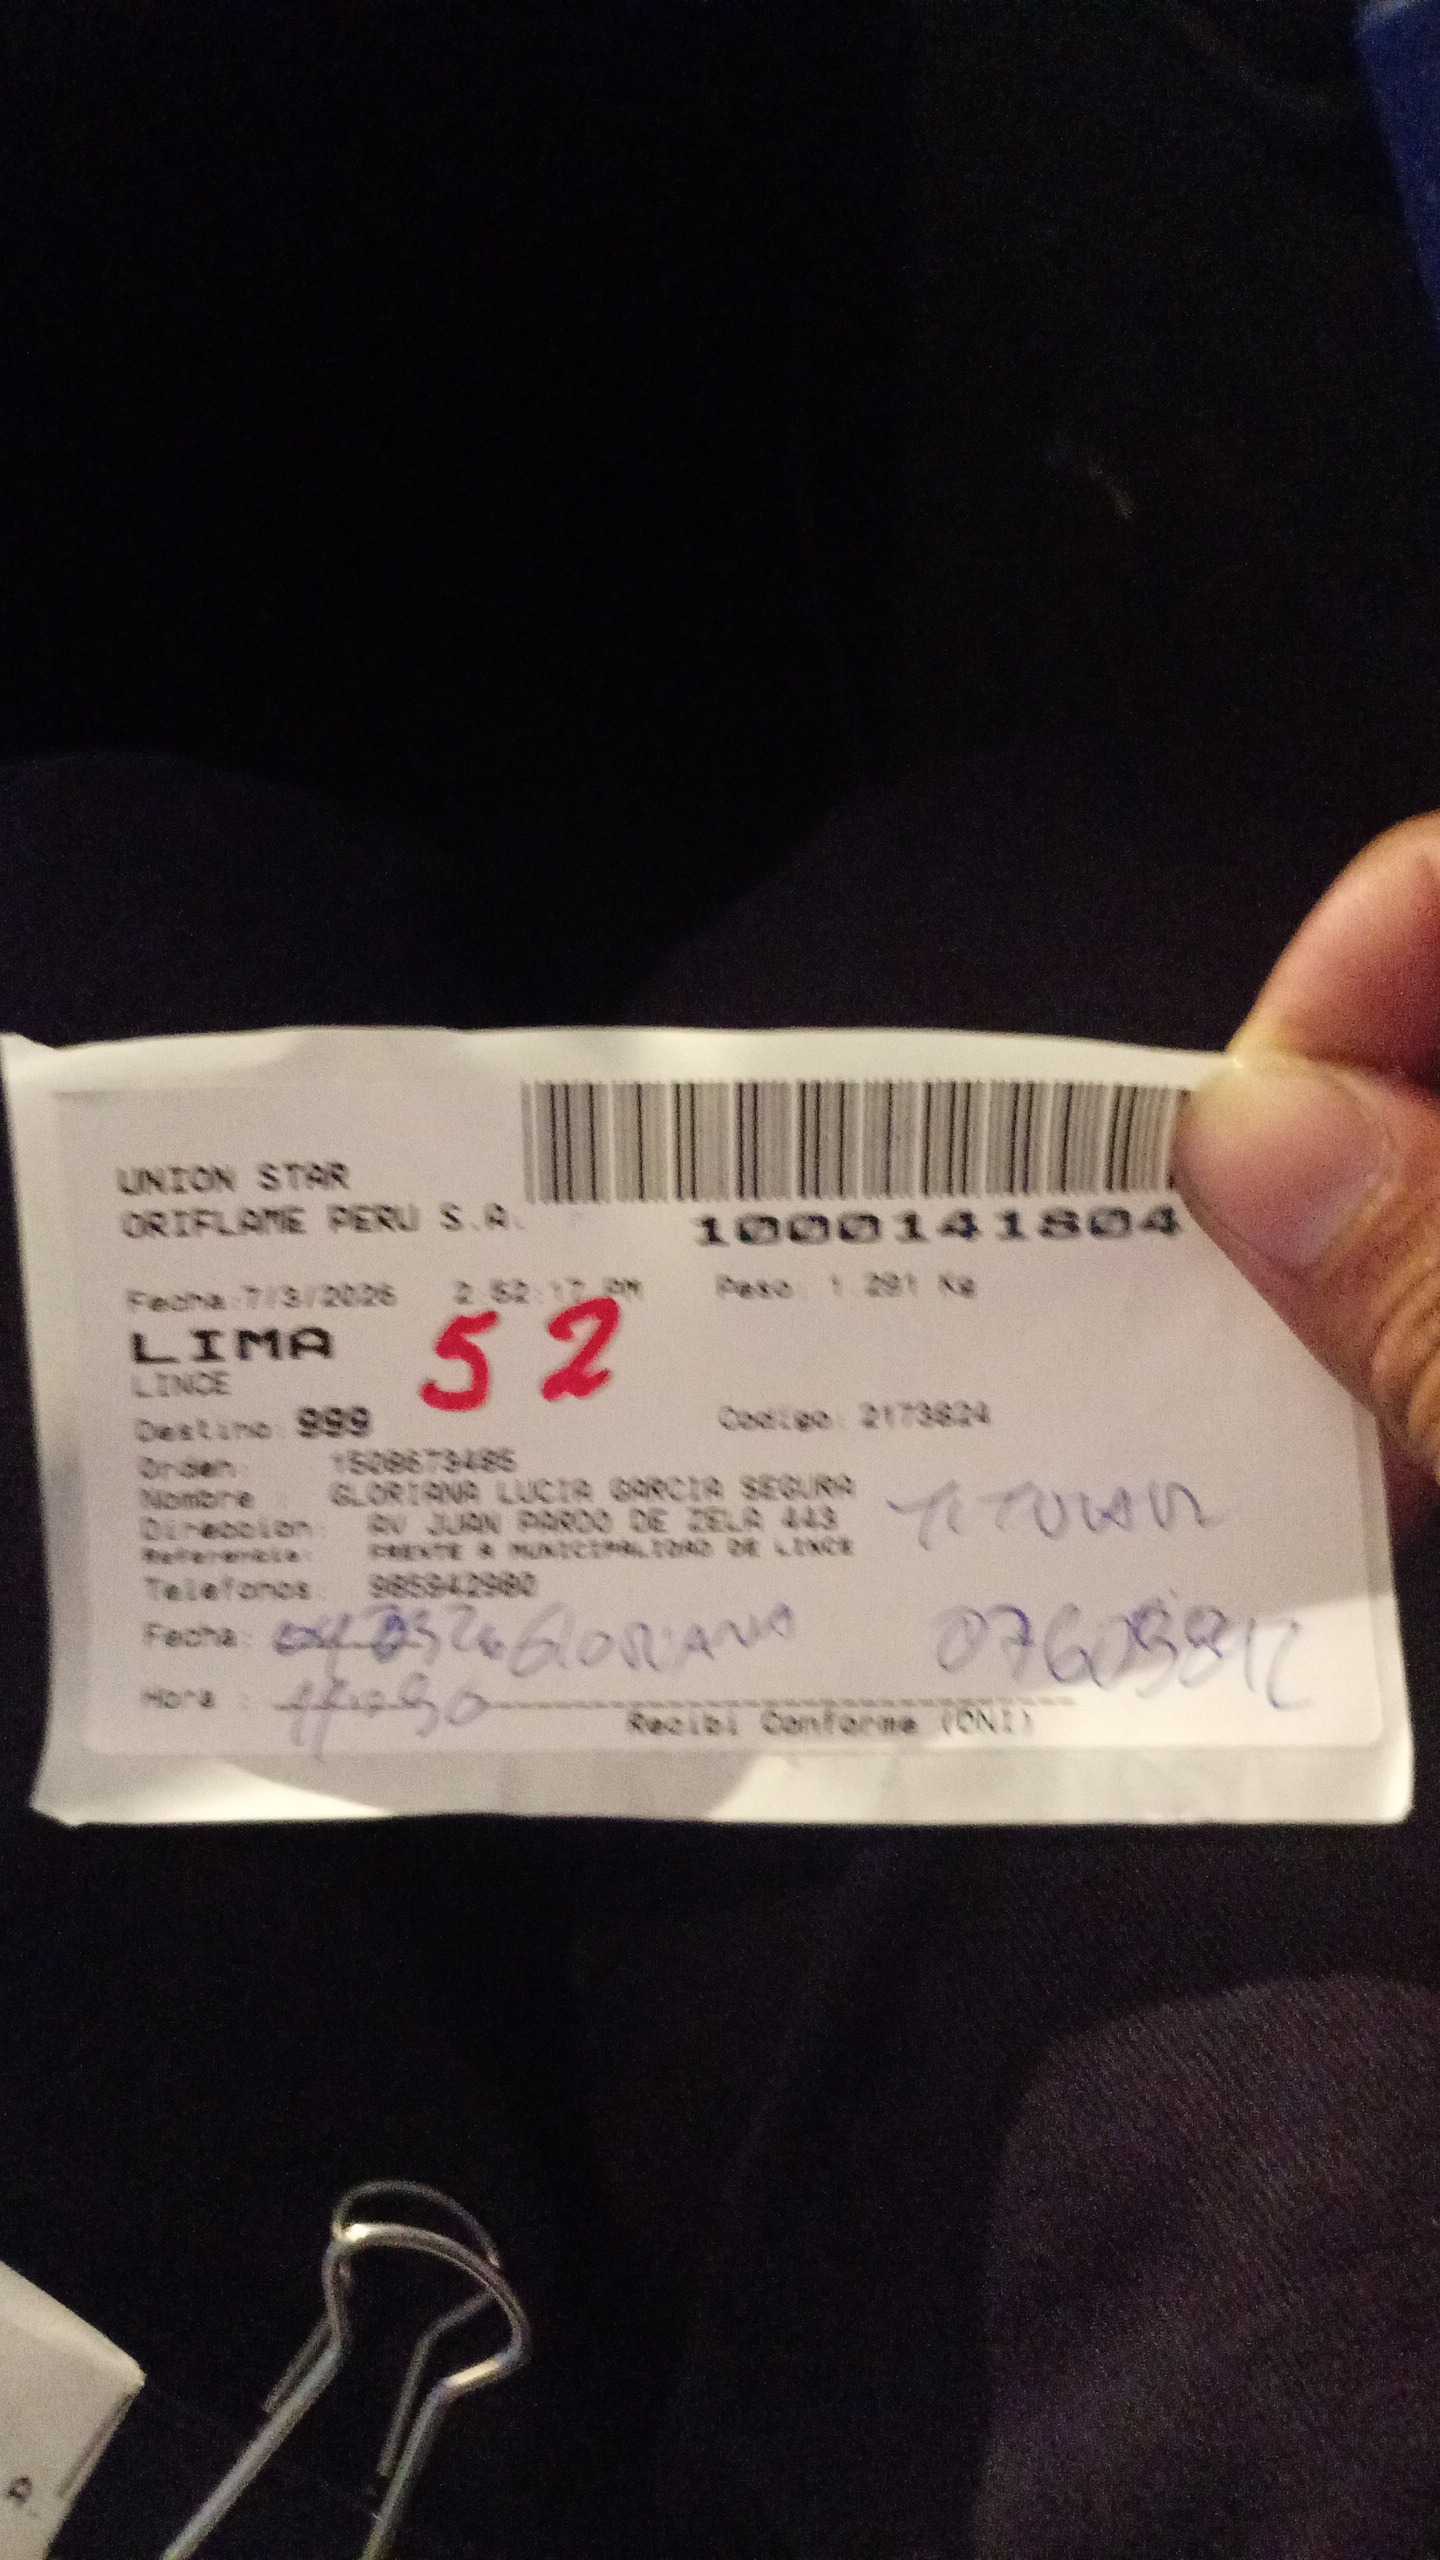 UNION STAR
ORIFLAME PERU S.A.
1000141804
Fecha:7/3/2026 2:52:17 PM Peso: 1.291 Kg
LIMA
52
LINCE
Destino: 999 Codigo: 2173824
Orden: 1508673485
Nombre : GLORIANA LUCIA GARCIA SEGURA
TITULAR
Direccion: AV JUAN PARDO DE ZELA 443
Referencia: FRENTE A MUNICIPALIDAD DE LINCE
Telefonos: 985942980
Fecha: GLORIANA
Hora :
Recibi Conforme (DNI)
A.